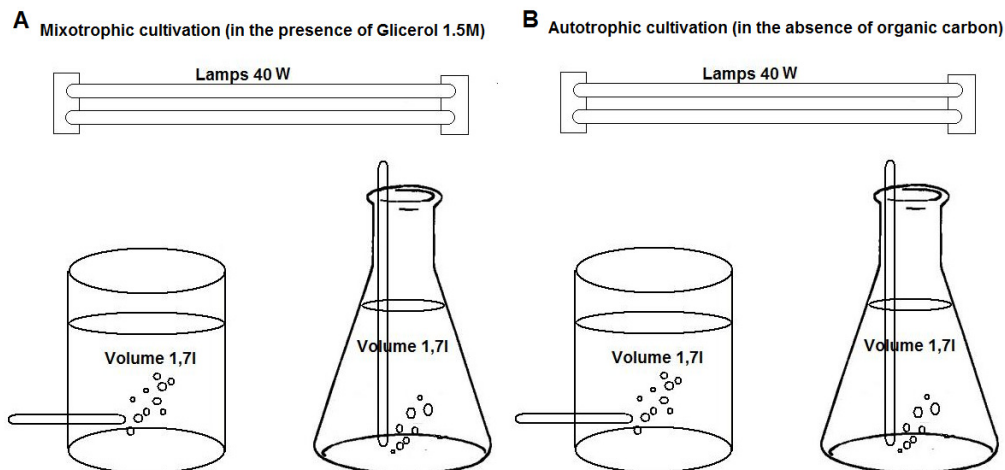 A Mixotrophic cultivation (in the presence of Glicerol 1.5M)
Lamps 40 W
Volume 1,7l
Volume 1,7l
B Autotrophic cultivation (in the absence of organic carbon)
Lamps 40 W
Volume 1,7l
Volume 1,7l